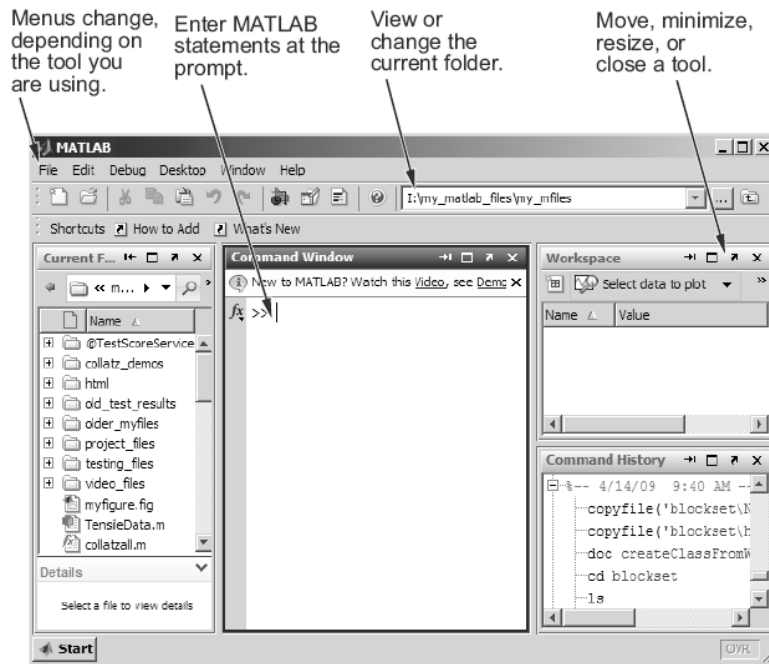 Menus change,
depending on
the tool you
are using.
Enter MATLAB
statements at the
prompt.
View or
change the
current folder.
Move, minimize,
resize, or
close a tool.
MATLAB
File Edit Debug Desktop Window Help
I:\my_matlab_files\my_mfiles
...
Shortcuts How to Add What's New
Current F...
« m...
Name
@TestScoreService
collatz_demos
html
old_test_results
older_myfiles
project_files
testing_files
video_files
myfigure.fig
TensileData.m
collatzall.m
Details
Select a file to view details
Command Window
New to MATLAB? Watch this Video, see Demo
fx >>
Workspace
Select data to plot »
Name Value
Command History
%-- 4/14/09 9:40 AM --
copyfile('blockset\N
copyfile('blockset\h
doc createClassFromW
cd blockset
ls
Start
OVR